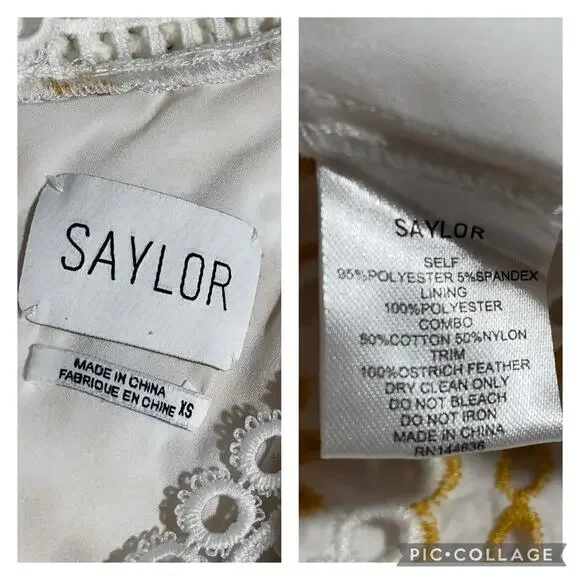 SAYLOR
MADE IN CHINA
FABRIQUE EN CHINE XS
SAYLOR
SELF
95%POLYESTER 5%SPANDEX
LINING
100%POLYESTER
COMBO
50%COTTON 50%NYLON
TRIM
100%OSTRICH FEATHER
DRY CLEAN ONLY
DO NOT BLEACH
DO NOT IRON
MADE IN CHINA
RN144636
PIC•COLLAGE